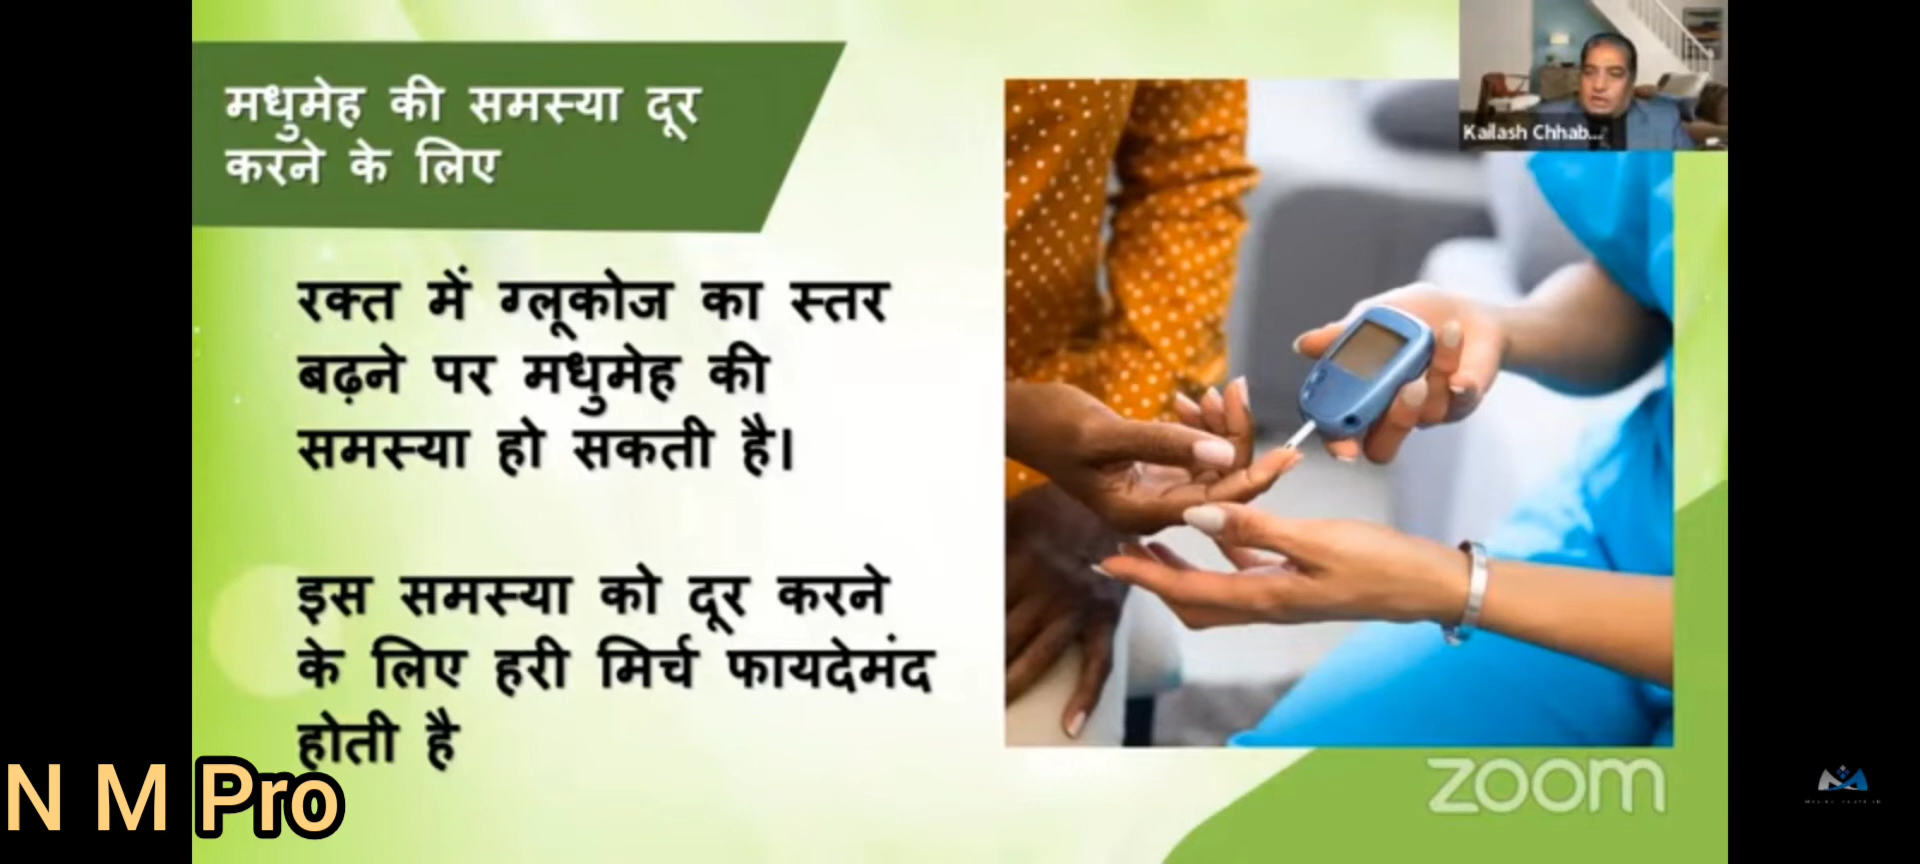 मधुमेह की समस्या दूर
करने के लिए
Kailash Chhab...
रक्त में ग्लूकोज का स्तर
बढ़ने पर मधुमेह की
समस्या हो सकती है।
इस समस्या को दूर करने
के लिए हरी मिर्च फायदेमंद
होती है
N M Pro
zoom